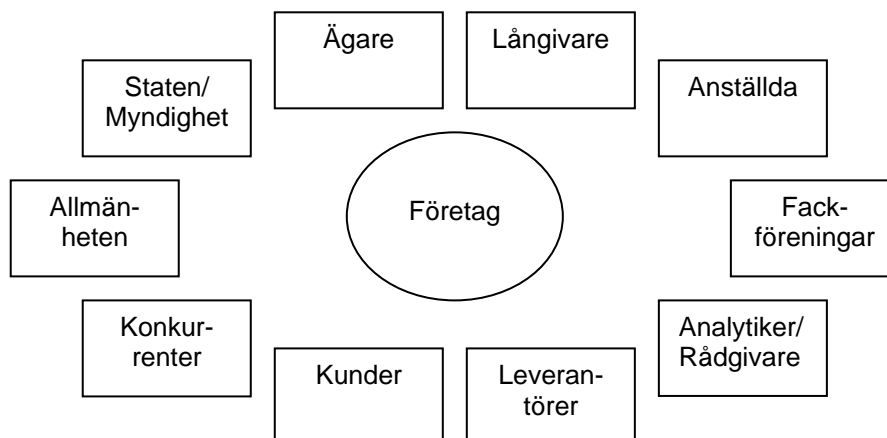 Ägare
Långivare
Staten/
Myndighet
Anställda
Allmän-
heten
Företag
Fack-
föreningar
Konkur-
renter
Analytiker/
Rådgivare
Kunder
Leveran-
törer